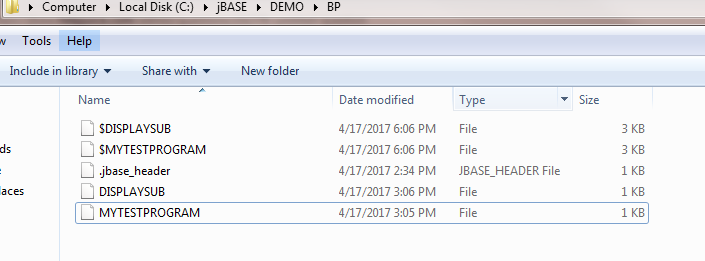 Computer ▸ Local Disk (C:) ▸ jBASE ▸ DEMO ▸ BP
w Tools Help
Include in library Share with New folder
Name Date modified Type Size
$DISPLAYSUB 4/17/2017 6:06 PM File 3 KB
$MYTESTPROGRAM 4/17/2017 6:06 PM File 3 KB
.jbase_header 4/17/2017 2:34 PM JBASE_HEADER File 1 KB
ds DISPLAYSUB 4/17/2017 3:06 PM File 1 KB
laces MYTESTPROGRAM 4/17/2017 3:05 PM File 1 KB